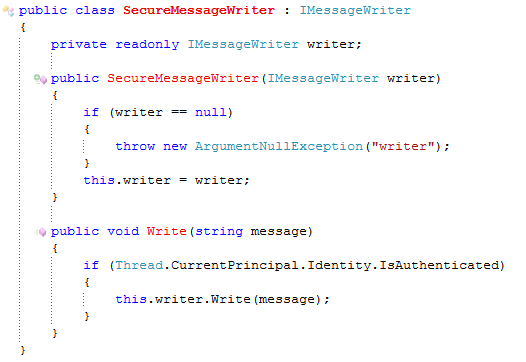 public class SecureMessageWriter : IMessageWriter
{
private readonly IMessageWriter writer;
public SecureMessageWriter(IMessageWriter writer)
{
if (writer == null)
{
throw new ArgumentNullException("writer");
}
this.writer = writer;
}
public void Write(string message)
{
if (Thread.CurrentPrincipal.Identity.IsAuthenticated)
{
this.writer.Write(message);
}
}
}